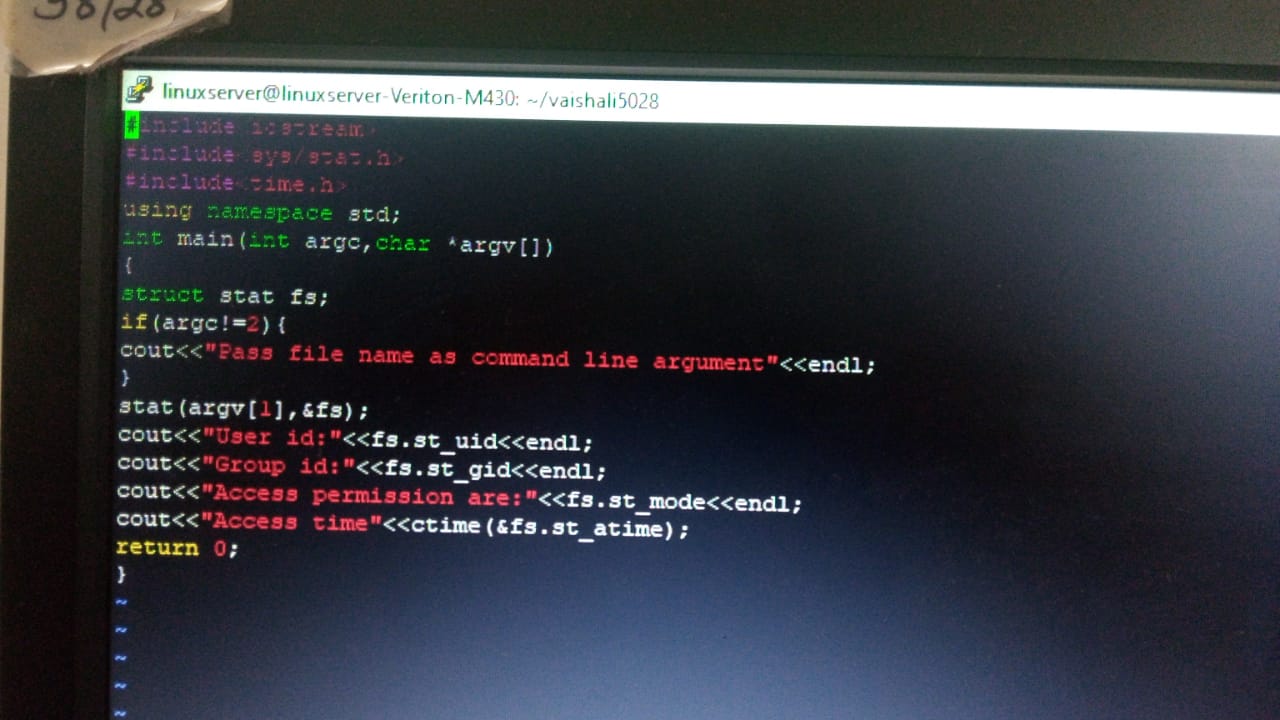 38/28
linuxserver@linuxserver-Veriton-M430: ~/vaishali5028
#include<iostream>
#include<sys/stat.h>
#include<time.h>
using namespace std;
int main(int argc,char *argv[])
{
struct stat fs;
if(argc!=2){
cout<<"Pass file name as command line argument"<<endl;
}
stat(argv[1],&fs);
cout<<"User id:"<<fs.st_uid<<endl;
cout<<"Group id:"<<fs.st_gid<<endl;
cout<<"Access permission are:"<<fs.st_mode<<endl;
cout<<"Access time"<<ctime(&fs.st_atime);
return 0;
}
~
~
~
~
~